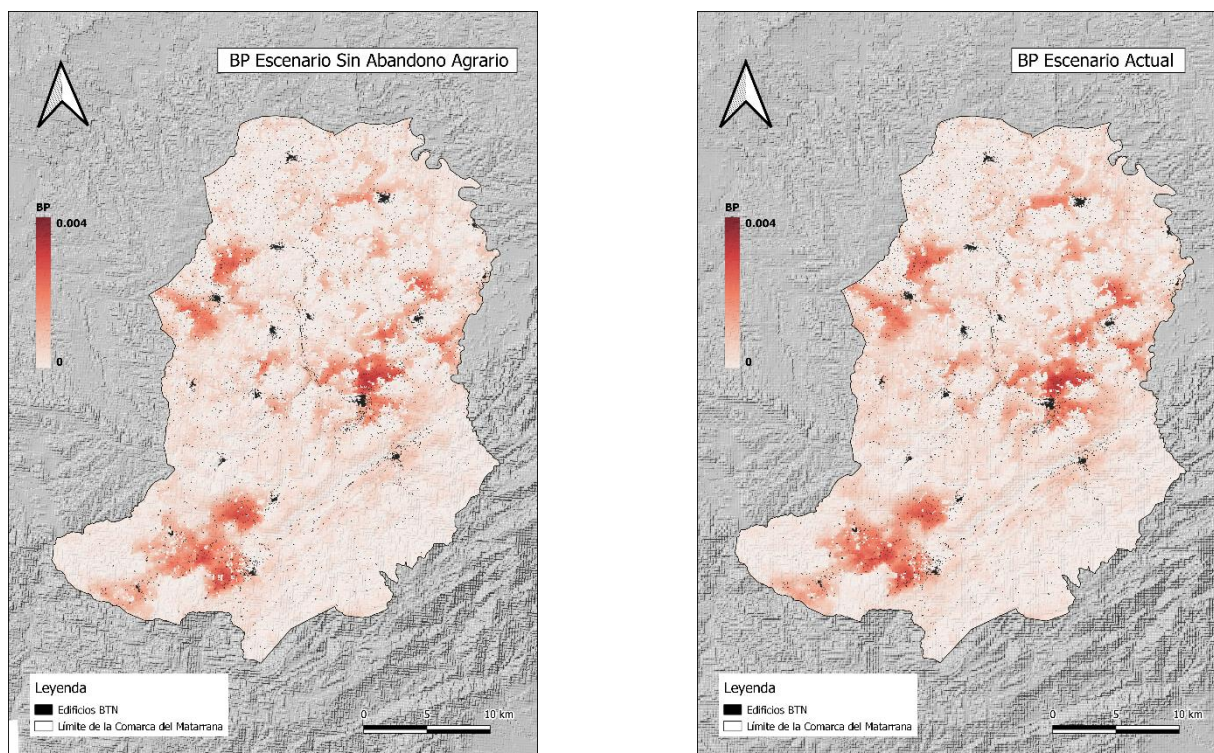 BP Escenario Sin Abandono Agrario
BP
0.004
0
Leyenda
Edificios BTN
Límite de la Comarca del Matarrana
0 5 10 km
BP Escenario Actual
BP
0.004
0
Leyenda
Edificios BTN
Límite de la Comarca del Matarrana
0 5 10 km